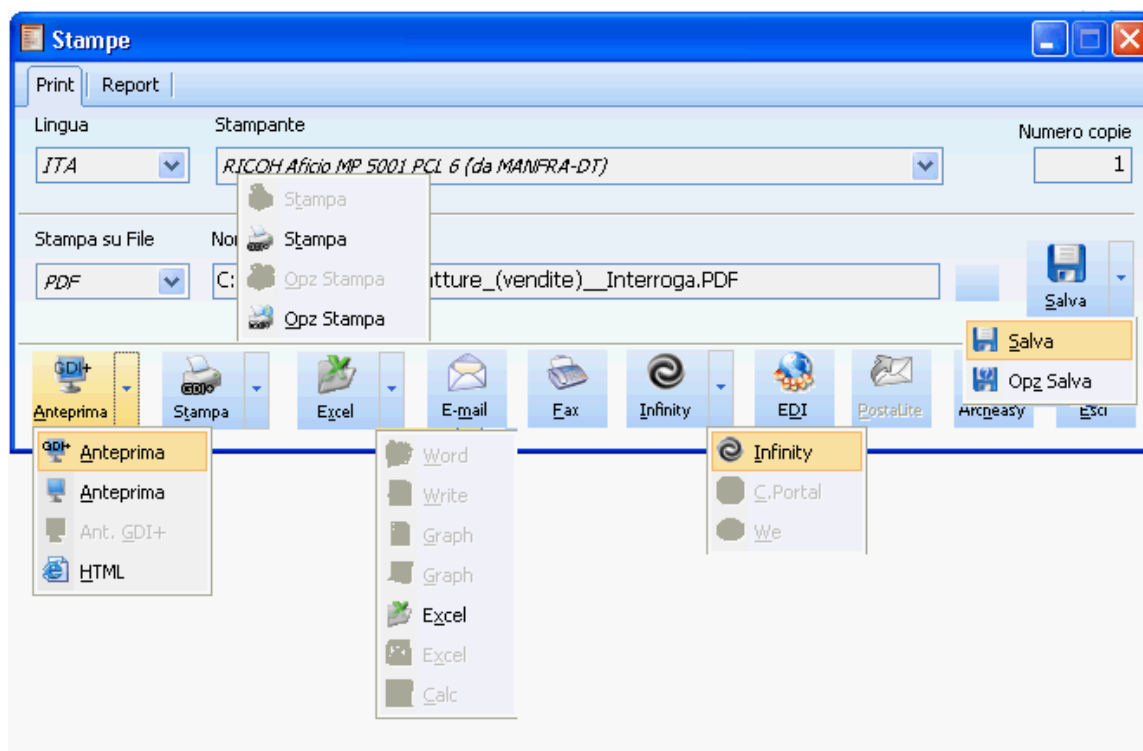 Stampe
Print Report
Lingua Stampante Numero copie
ITA RICOH Aficio MP 5001 PCL 6 (da MANFRA-DT) 1
Stampa
Stampa su File Stampa
PDF C: Opz Stampa tture_(vendite)__Interroga.PDF
Opz Stampa
Salva
Salva
Opz Salva
GDI+ GDI+
Anteprima Stampa Excel E-mail Fax Infinity EDI PostaLite Archeasy Esci
GDI+ Anteprima
Anteprima
Ant. GDI+
HTML
Word
Write
Graph
Graph
Excel
Excel
Calc
Infinity
C.Portal
We